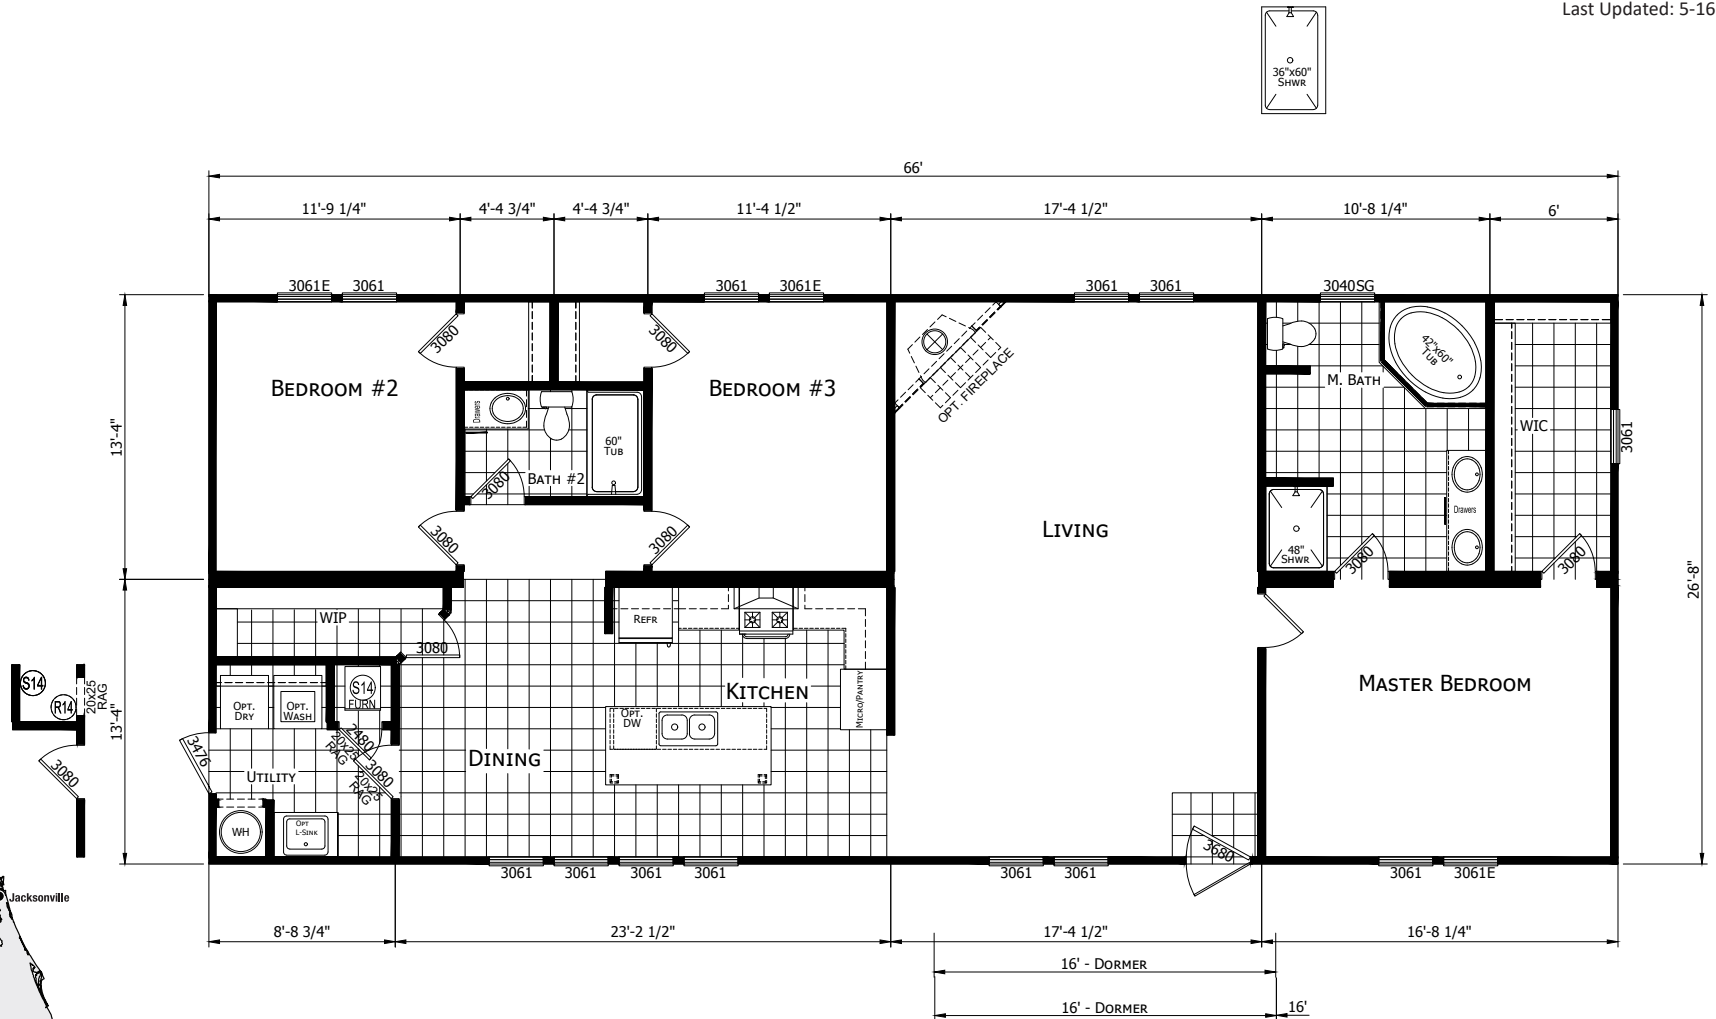 Last Updated: 5-16
36"x60"
SHWR
66'
11'-9 1/4"
4'-4 3/4"
4'-4 3/4"
11'-4 1/2"
17'-4 1/2"
10'-8 1/4"
6'
3061E
3061
3061
3061E
3061
3061
3040SG
3080
3080
42"x60"
TUB
BEDROOM #2
BEDROOM #3
OPT. FIREPLACE
M. BATH
13'-4"
Drawers
60"
TUB
BATH #2
3080
WIC
3061
3080
3080
LIVING
Drawers
48"
SHWR
3080
3080
26'-8"
WIP
3080
REFR
S14
R14
20x25
RAG
13'-4"
3080
OPT.
DRY
OPT.
WASH
S14
FURN
2480
20x25
RAG
3080
20x25
RAG
3476
UTILITY
WH
OPT
L-SINK
DINING
KITCHEN
MICRO/PANTRY
OPT.
DW
MASTER BEDROOM
3680
3061
3061
3061
3061
3061
3061
3061
3061E
Jacksonville
8'-8 3/4"
23'-2 1/2"
17'-4 1/2"
16'-8 1/4"
16' - DORMER
16' - DORMER
16'